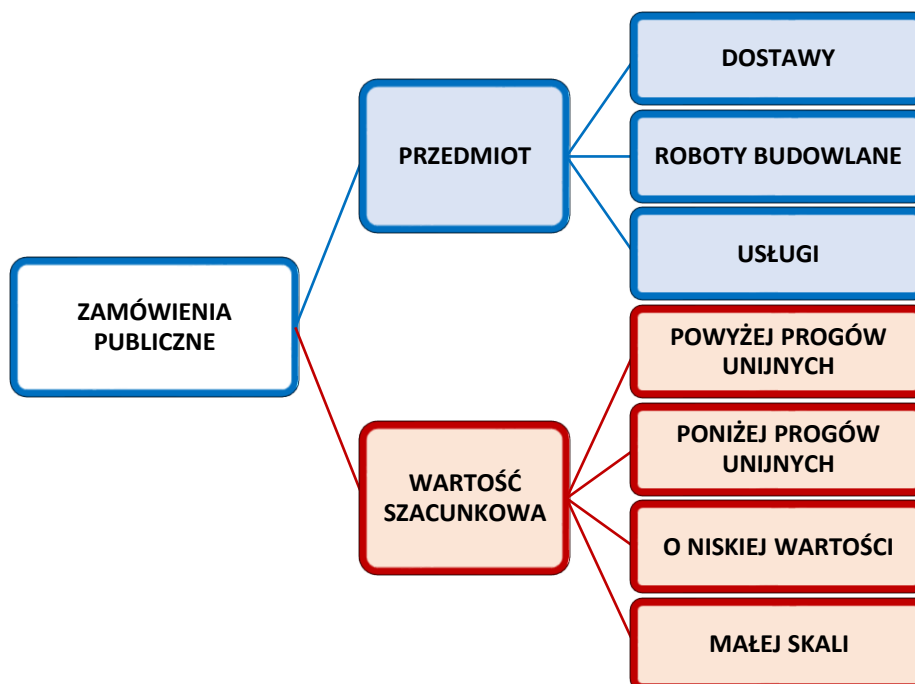 ZAMÓWIENIA
PUBLICZNE
PRZEDMIOT
DOSTAWY
ROBOTY BUDOWLANE
USŁUGI
WARTOŚĆ
SZACUNKOWA
POWYŻEJ PROGÓW
UNIJNYCH
PONIŻEJ PROGÓW
UNIJNYCH
O NISKIEJ WARTOŚCI
MAŁEJ SKALI